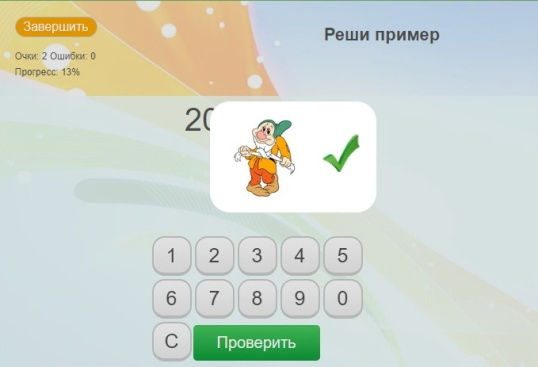 Завершить
Реши пример
Очки: 2 Ошибки: 0
Прогресс: 13%
20
1 2 3 4 5
6 7 8 9 0
C Проверить